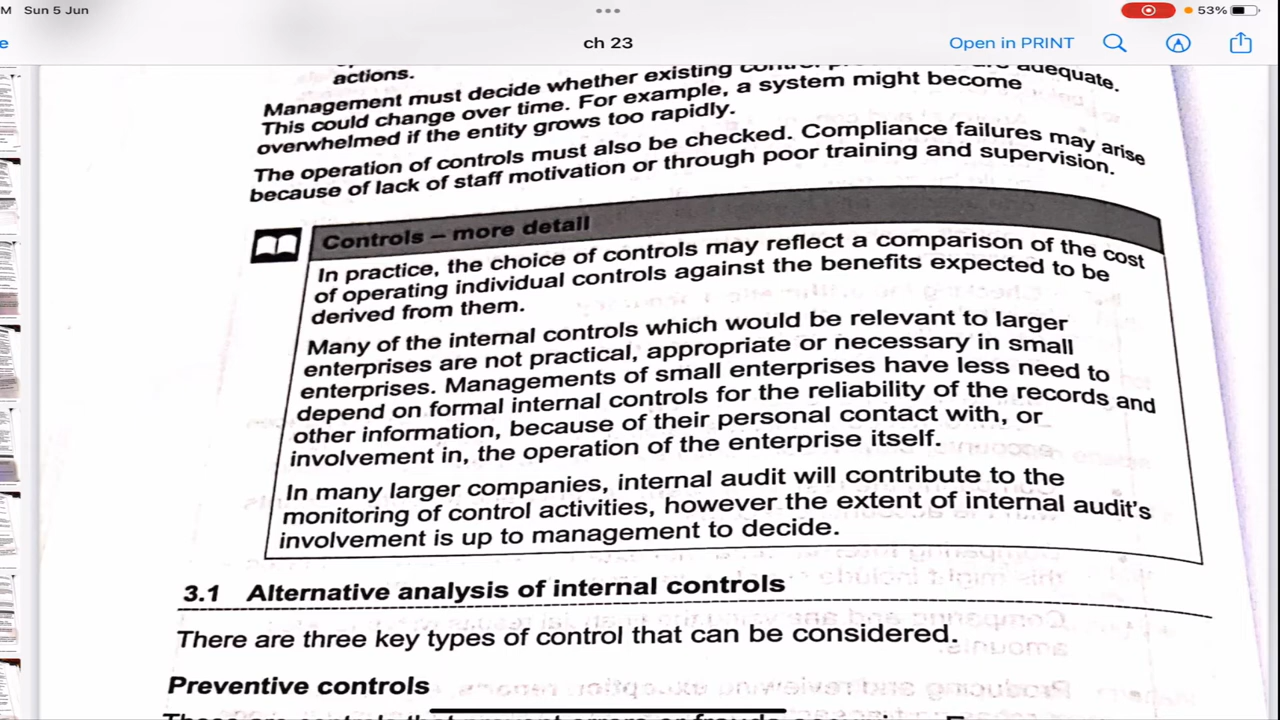 M Sun 5 Jun
53%
e
ch 23
Open in PRINT
actions.
Management must decide whether existing are adequate.
This could change over time. For example, a system might become
overwhelmed if the entity grows too rapidly.
The operation of controls must also be checked. Compliance failures may arise
because of lack of staff motivation or through poor training and supervision.
Controls – more detail
In practice, the choice of controls may reflect a comparison of the cost
of operating individual controls against the benefits expected to be
derived from them.
Many of the internal controls which would be relevant to larger
enterprises are not practical, appropriate or necessary in small
enterprises. Managements of small enterprises have less need to
depend on formal internal controls for the reliability of the records and
other information, because of their personal contact with, or
involvement in, the operation of the enterprise itself.
In many larger companies, internal audit will contribute to the
monitoring of control activities, however the extent of internal audit's
involvement is up to management to decide.
3.1 Alternative analysis of internal controls
There are three key types of control that can be considered.
Preventive controls